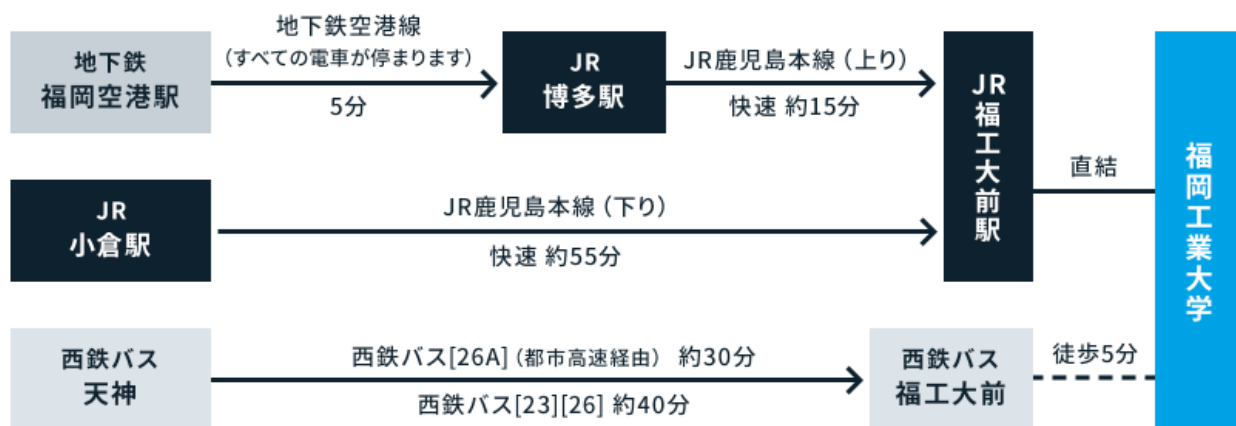 地下鉄
福岡空港駅
地下鉄空港線
(すべての電車が停まります)
5分
JR
博多駅
JR鹿児島本線(上り)
快速 約15分
JR福工大前駅
直結
福岡工業大学
JR
小倉駅
JR鹿児島本線(下り)
快速 約55分
西鉄バス
天神
西鉄バス[26A](都市高速経由) 約30分
西鉄バス[23][26] 約40分
西鉄バス
福工大前
徒歩5分